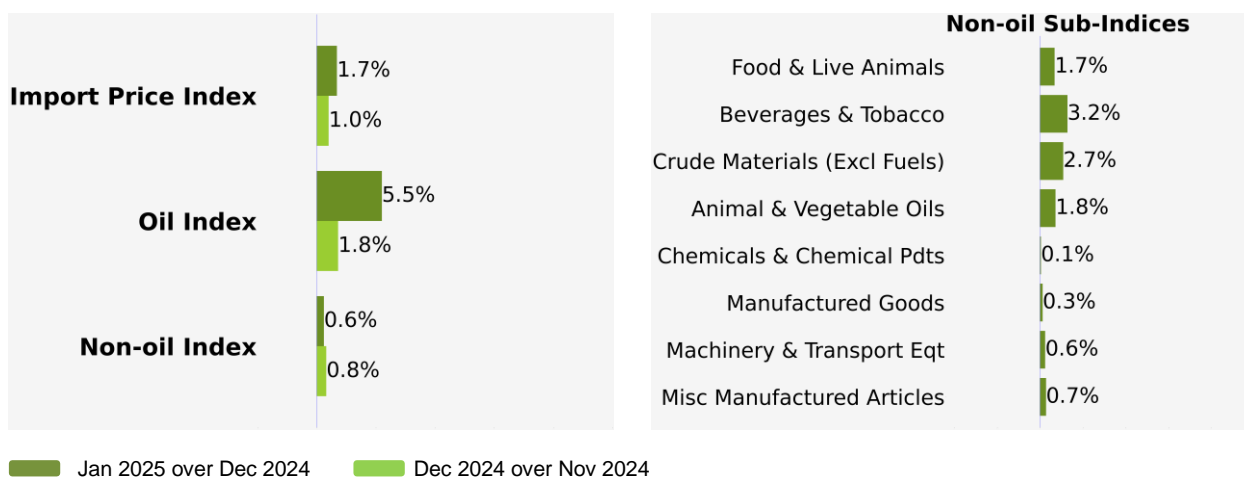 Import Price Index
1.7%
1.0%
Oil Index
5.5%
1.8%
Non-oil Index
0.6%
0.8%
Non-oil Sub-Indices
Food & Live Animals 1.7%
Beverages & Tobacco 3.2%
Crude Materials (Excl Fuels) 2.7%
Animal & Vegetable Oils 1.8%
Chemicals & Chemical Pdts 0.1%
Manufactured Goods 0.3%
Machinery & Transport Eqt 0.6%
Misc Manufactured Articles 0.7%
Jan 2025 over Dec 2024 Dec 2024 over Nov 2024